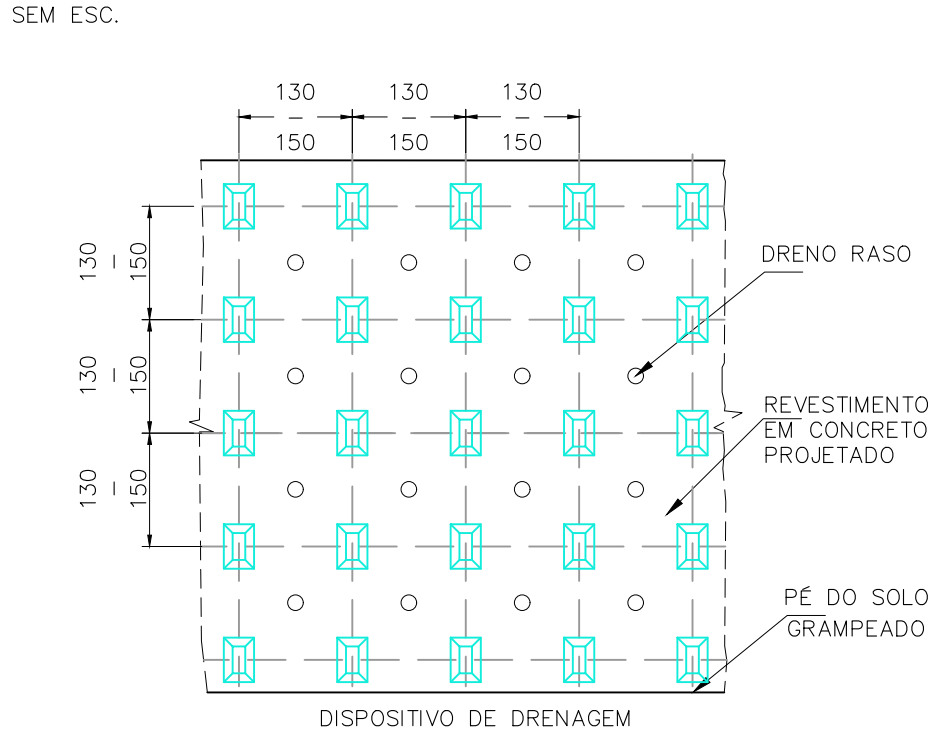 SEM ESC.
130 130 130
150 150 150
130 – 150
DRENO RASO
130 – 150
REVESTIMENTO
EM CONCRETO
PROJETADO
130 – 150
PÉ DO SOLO
GRAMPEADO
DISPOSITIVO DE DRENAGEM